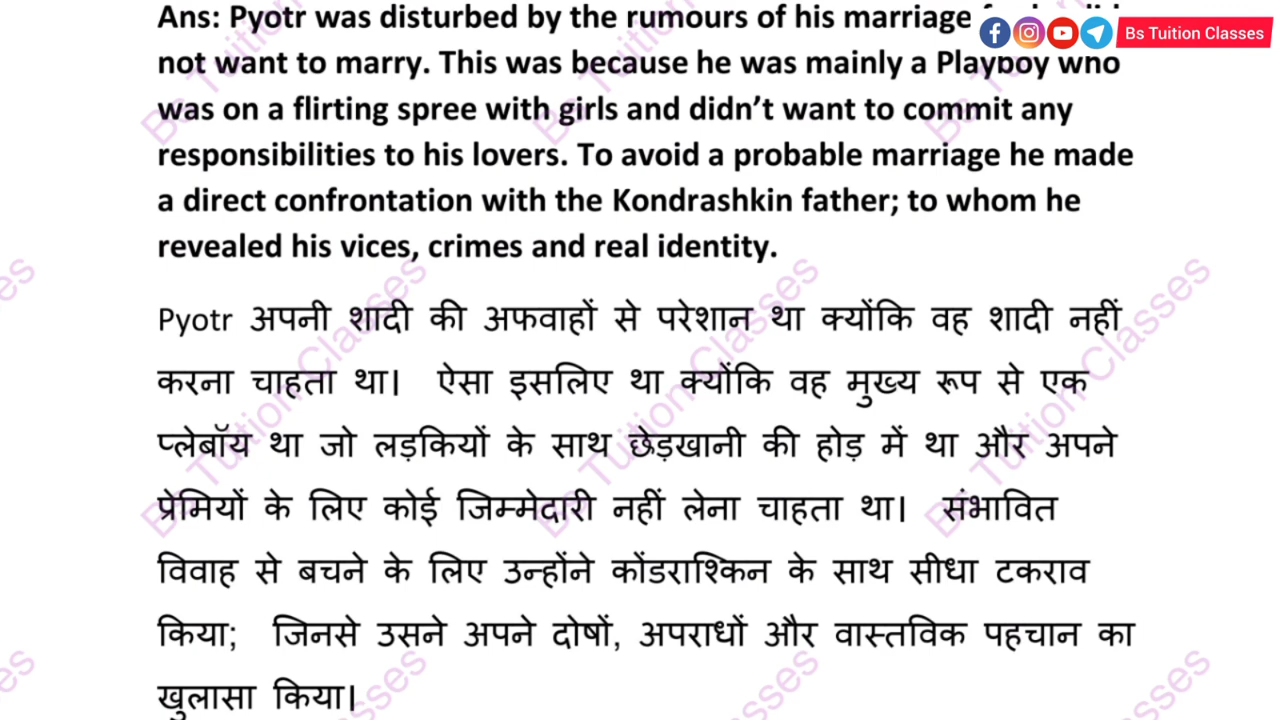 Ans: Pyotr was disturbed by the rumours of his marriage
Bs Tuition Classes
not want to marry. This was because he was mainly a Playboy who
was on a flirting spree with girls and didn't want to commit any
responsibilities to his lovers. To avoid a probable marriage he made
a direct confrontation with the Kondrashkin father; to whom he
revealed his vices, crimes and real identity.
Pyotr अपनी शादी की अफवाहों से परेशान था क्योंकि वह शादी नहीं
करना चाहता था। ऐसा इसलिए था क्योंकि वह मुख्य रूप से एक
प्लेबॉय था जो लड़कियों के साथ छेड़खानी की होड़ में था और अपने
प्रेमियों के लिए कोई जिम्मेदारी नहीं लेना चाहता था। संभावित
विवाह से बचने के लिए उन्होंने कोंडराश्किन के साथ सीधा टकराव
किया; जिनसे उसने अपने दोषों, अपराधों और वास्तविक पहचान का
खुलासा किया।
Bs Tuition Classes